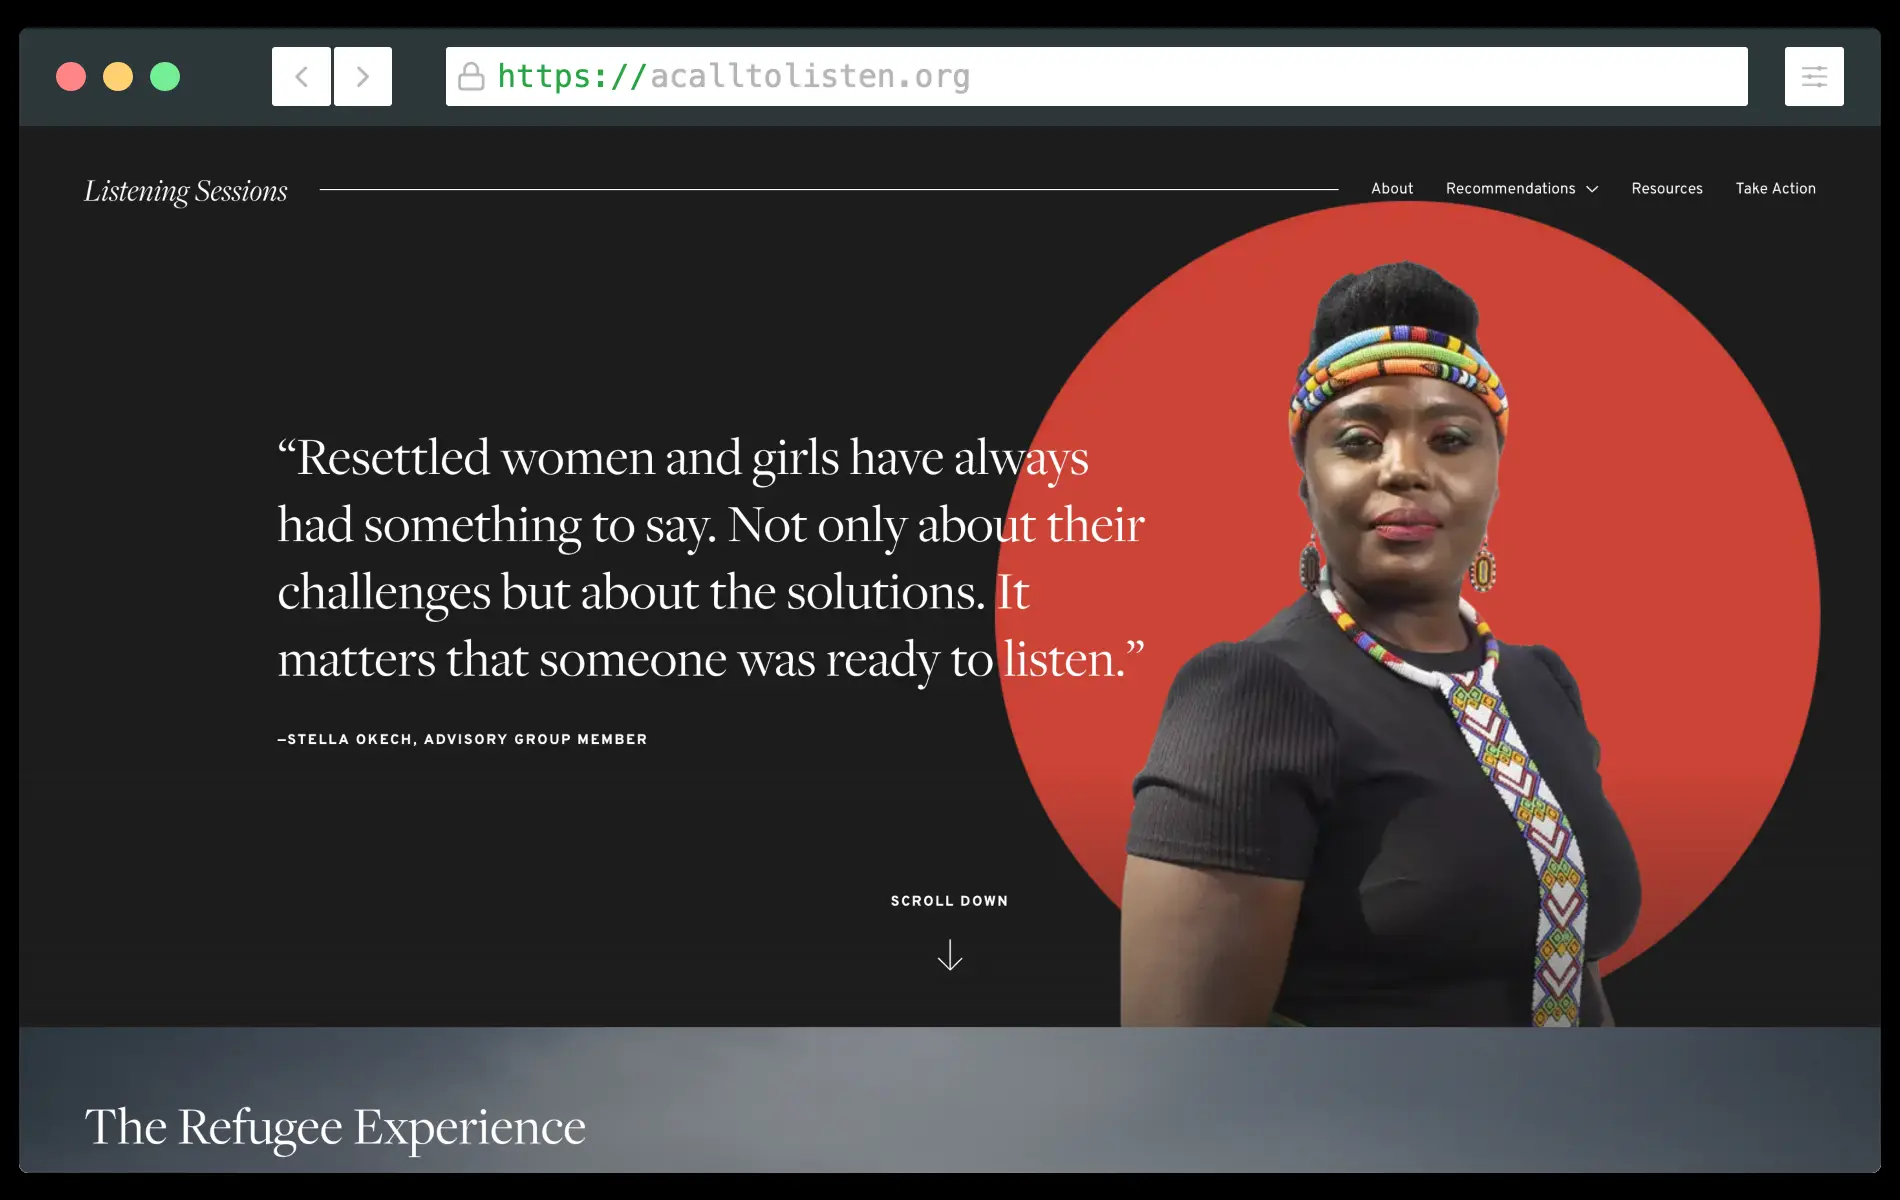 https://acalltolisten.org
Listening Sessions
About
Recommendations
Resources
Take Action
“Resettled women and girls have always
had something to say. Not only about their
challenges but about the solutions. It
matters that someone was ready to listen.”
–STELLA OKECH, ADVISORY GROUP MEMBER
SCROLL DOWN
The Refugee Experience